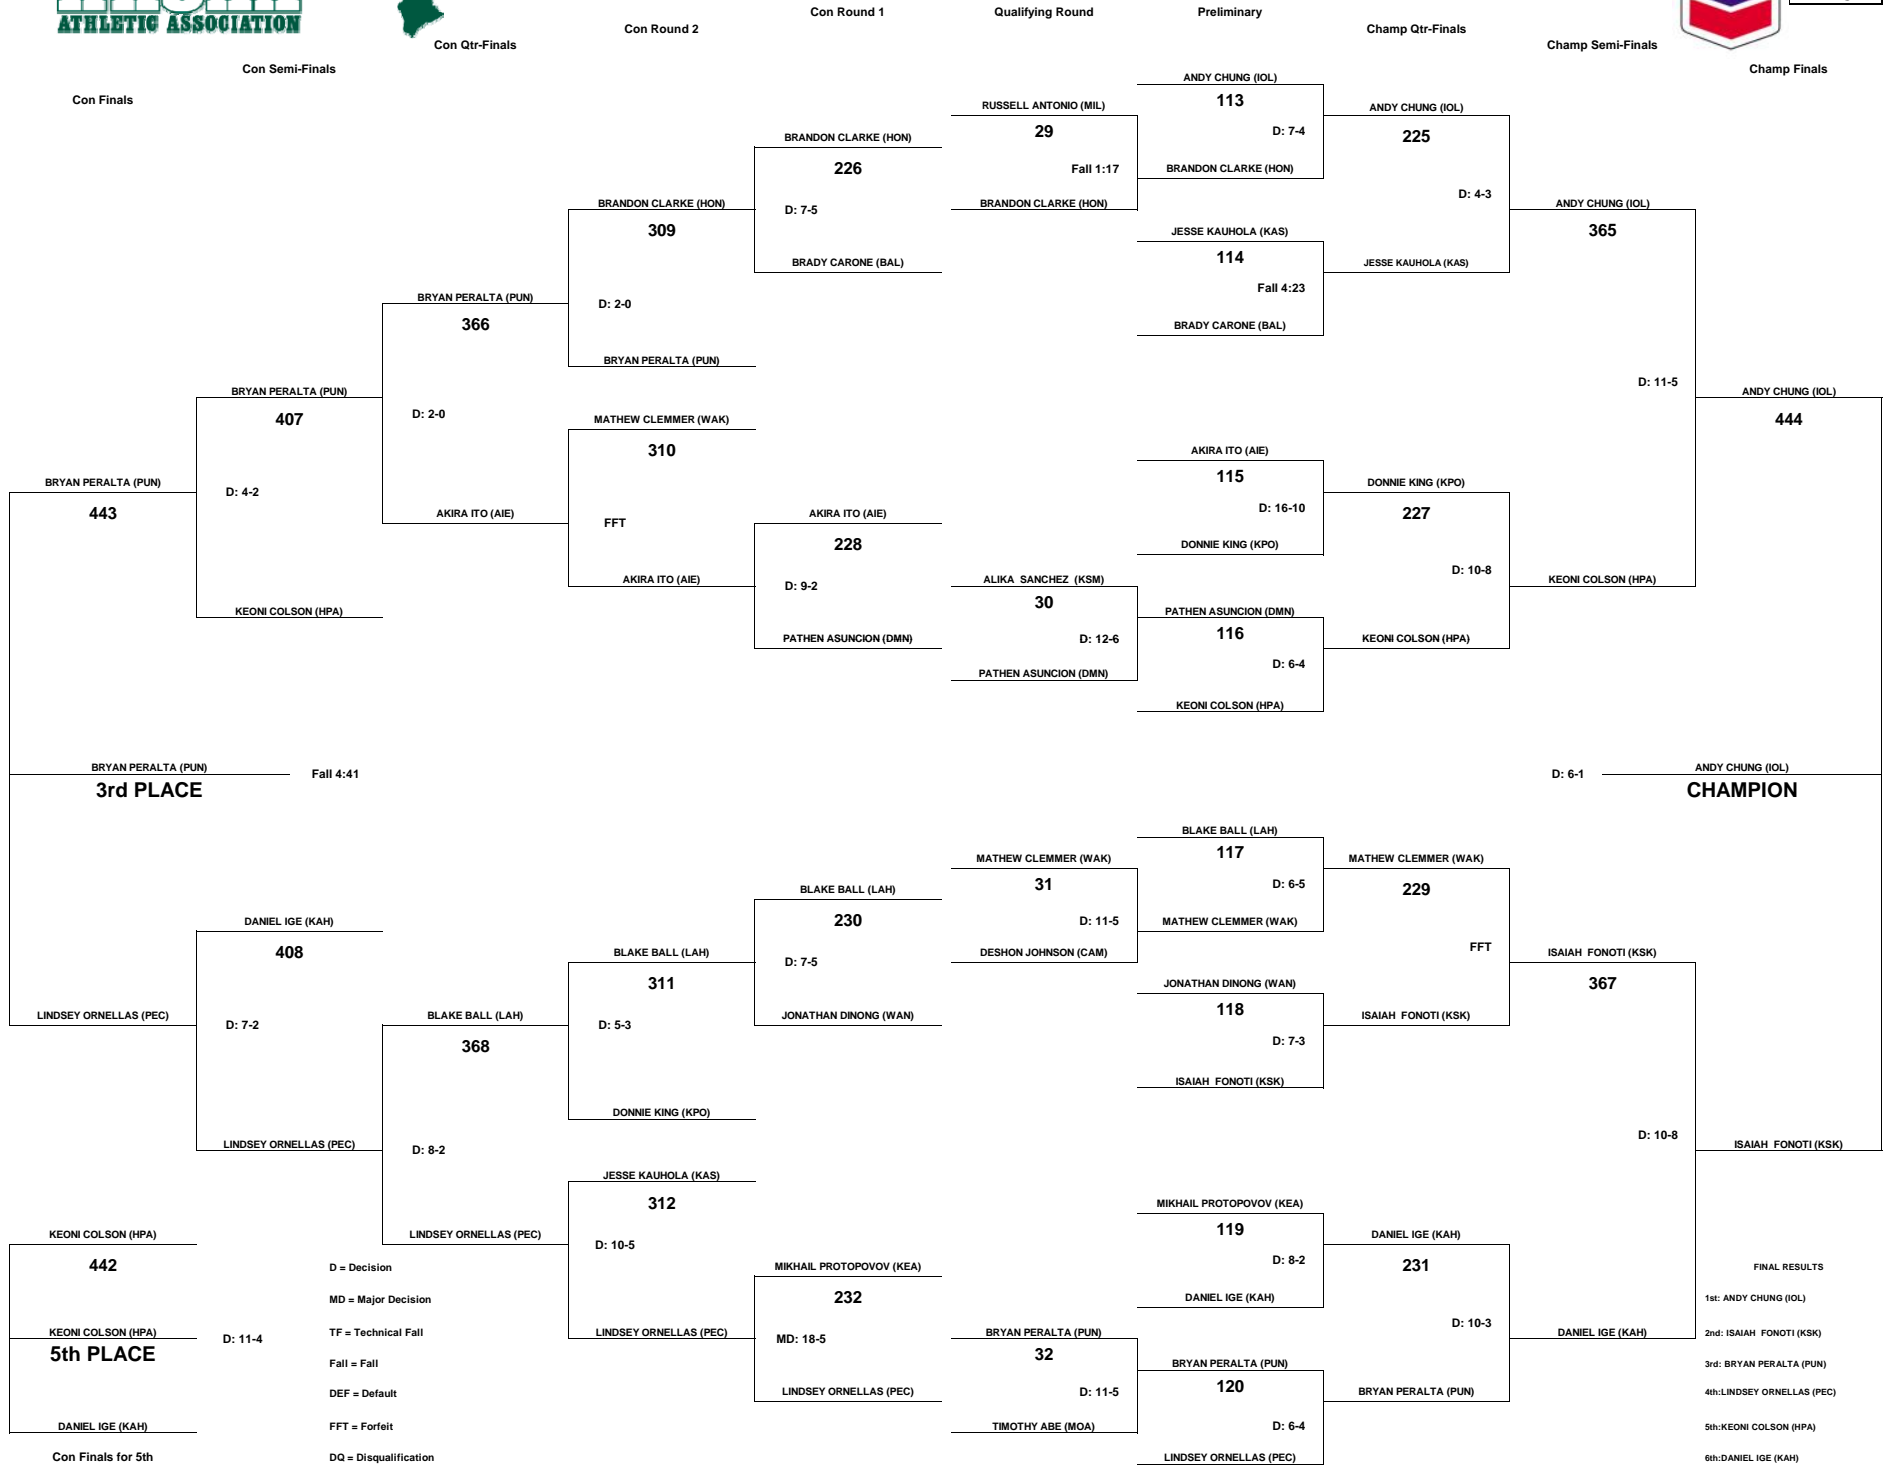 ATHLETIC ASSOCIATION
Con Round 1
Qualifying Round
Preliminary
Con Round 2
Champ Qtr-Finals
Con Qtr-Finals
Champ Semi-Finals
Con Semi-Finals
Champ Finals
Con Finals
ANDY CHUNG (IOL)
113
D: 7-4
BRANDON CLARKE (HON)
RUSSELL ANTONIO (MIL)
29
Fall 1:17
BRANDON CLARKE (HON)
ANDY CHUNG (IOL)
225
D: 4-3
JESSE KAUHOLA (KAS)
BRANDON CLARKE (HON)
226
D: 7-5
BRADY CARONE (BAL)
JESSE KAUHOLA (KAS)
114
Fall 4:23
BRADY CARONE (BAL)
BRANDON CLARKE (HON)
309
D: 2-0
BRYAN PERALTA (PUN)
ANDY CHUNG (IOL)
365
D: 11-5
KEONI COLSON (HPA)
BRYAN PERALTA (PUN)
366
D: 2-0
AKIRA ITO (AIE)
MATHEW CLEMMER (WAK)
310
FFT
AKIRA ITO (AIE)
BRYAN PERALTA (PUN)
407
D: 4-2
KEONI COLSON (HPA)
ANDY CHUNG (IOL)
444
AKIRA ITO (AIE)
115
D: 16-10
DONNIE KING (KPO)
DONNIE KING (KPO)
227
D: 10-8
KEONI COLSON (HPA)
BRYAN PERALTA (PUN)
443
AKIRA ITO (AIE)
228
D: 9-2
PATHEN ASUNCION (DMN)
ALIKA SANCHEZ (KSM)
30
D: 12-6
PATHEN ASUNCION (DMN)
PATHEN ASUNCION (DMN)
116
D: 6-4
KEONI COLSON (HPA)
BRYAN PERALTA (PUN)
3rd PLACE
Fall 4:41
D: 6-1
ANDY CHUNG (IOL)
CHAMPION
BLAKE BALL (LAH)
117
D: 6-5
MATHEW CLEMMER (WAK)
MATHEW CLEMMER (WAK)
31
D: 11-5
DESHON JOHNSON (CAM)
MATHEW CLEMMER (WAK)
229
FFT
ISAIAH FONOTI (KSK)
BLAKE BALL (LAH)
230
D: 7-5
JONATHAN DINONG (WAN)
DANIEL IGE (KAH)
408
D: 7-2
LINDSEY ORNELLAS (PEC)
BLAKE BALL (LAH)
311
D: 5-3
DONNIE KING (KPO)
ISAIAH FONOTI (KSK)
367
D: 10-8
DANIEL IGE (KAH)
JONATHAN DINONG (WAN)
118
D: 7-3
ISAIAH FONOTI (KSK)
LINDSEY ORNELLAS (PEC)
BLAKE BALL (LAH)
368
D: 8-2
LINDSEY ORNELLAS (PEC)
ISAIAH FONOTI (KSK)
JESSE KAUHOLA (KAS)
312
D: 10-5
LINDSEY ORNELLAS (PEC)
MIKHAIL PROTOPOVOV (KEA)
119
D: 8-2
DANIEL IGE (KAH)
DANIEL IGE (KAH)
231
D: 10-3
BRYAN PERALTA (PUN)
MIKHAIL PROTOPOVOV (KEA)
232
MD: 18-5
LINDSEY ORNELLAS (PEC)
BRYAN PERALTA (PUN)
32
D: 11-5
TIMOTHY ABE (MOA)
BRYAN PERALTA (PUN)
120
D: 6-4
LINDSEY ORNELLAS (PEC)
KEONI COLSON (HPA)
442
KEONI COLSON (HPA)
D: 11-4
5th PLACE
DANIEL IGE (KAH)
Con Finals for 5th
D = Decision
MD = Major Decision
TF = Technical Fall
Fall = Fall
DEF = Default
FFT = Forfeit
DQ = Disqualification
FINAL RESULTS
1st: ANDY CHUNG (IOL)
2nd: ISAIAH FONOTI (KSK)
3rd: BRYAN PERALTA (PUN)
4th:LINDSEY ORNELLAS (PEC)
5th:KEONI COLSON (HPA)
6th:DANIEL IGE (KAH)